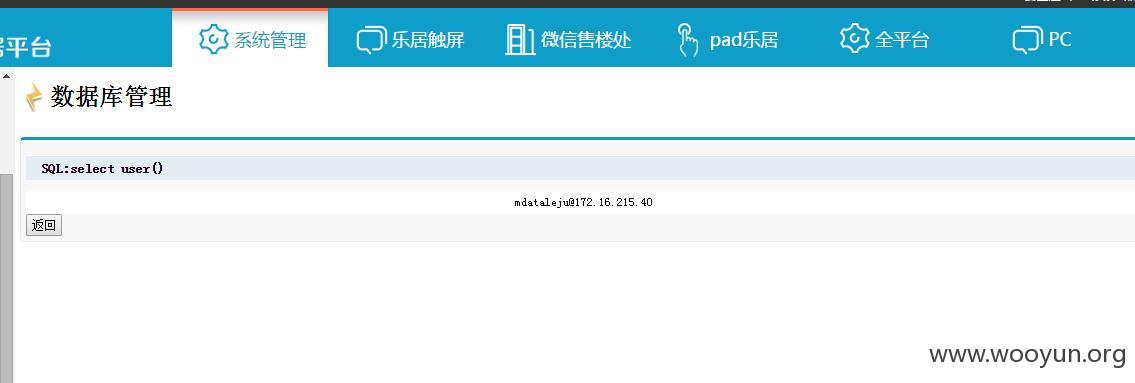 居平台
系统管理
乐居触屏
微信售楼处
pad乐居
全平台
PC
数据库管理
SQL:select user()
mdataleju@172.16.215.40
返回
www.wooyun.org